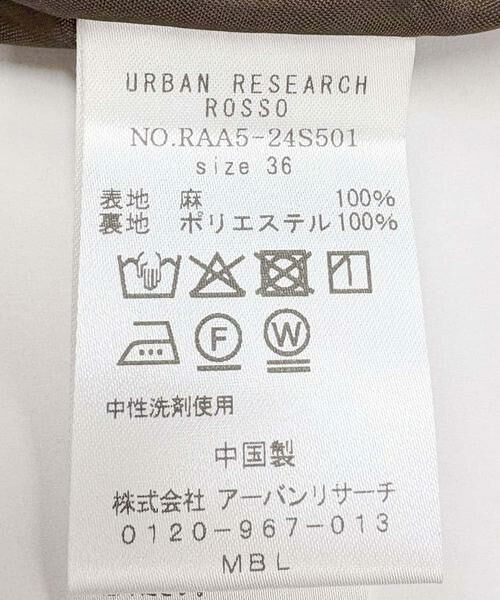 URBAN RESEARCH
ROSSO
NO.RAA5-24S501
size 36
表地 麻 100%
裏地 ポリエステル100%
F
W
中性洗剤使用
中国製
株式会社 アーバンリサーチ
0120-967-013
MBL